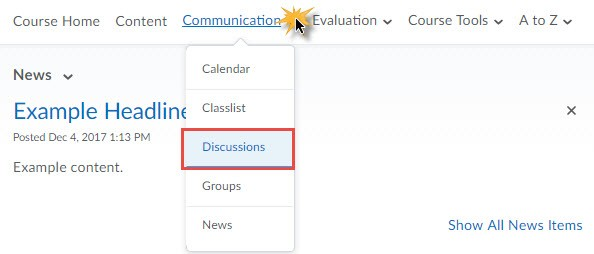 Course Home Content Communication Evaluation Course Tools A to Z
News
Calendar
Classlist
Discussions
Groups
News
Example Headline
Posted Dec 4, 2017 1:13 PM
Example content.
Show All News Items